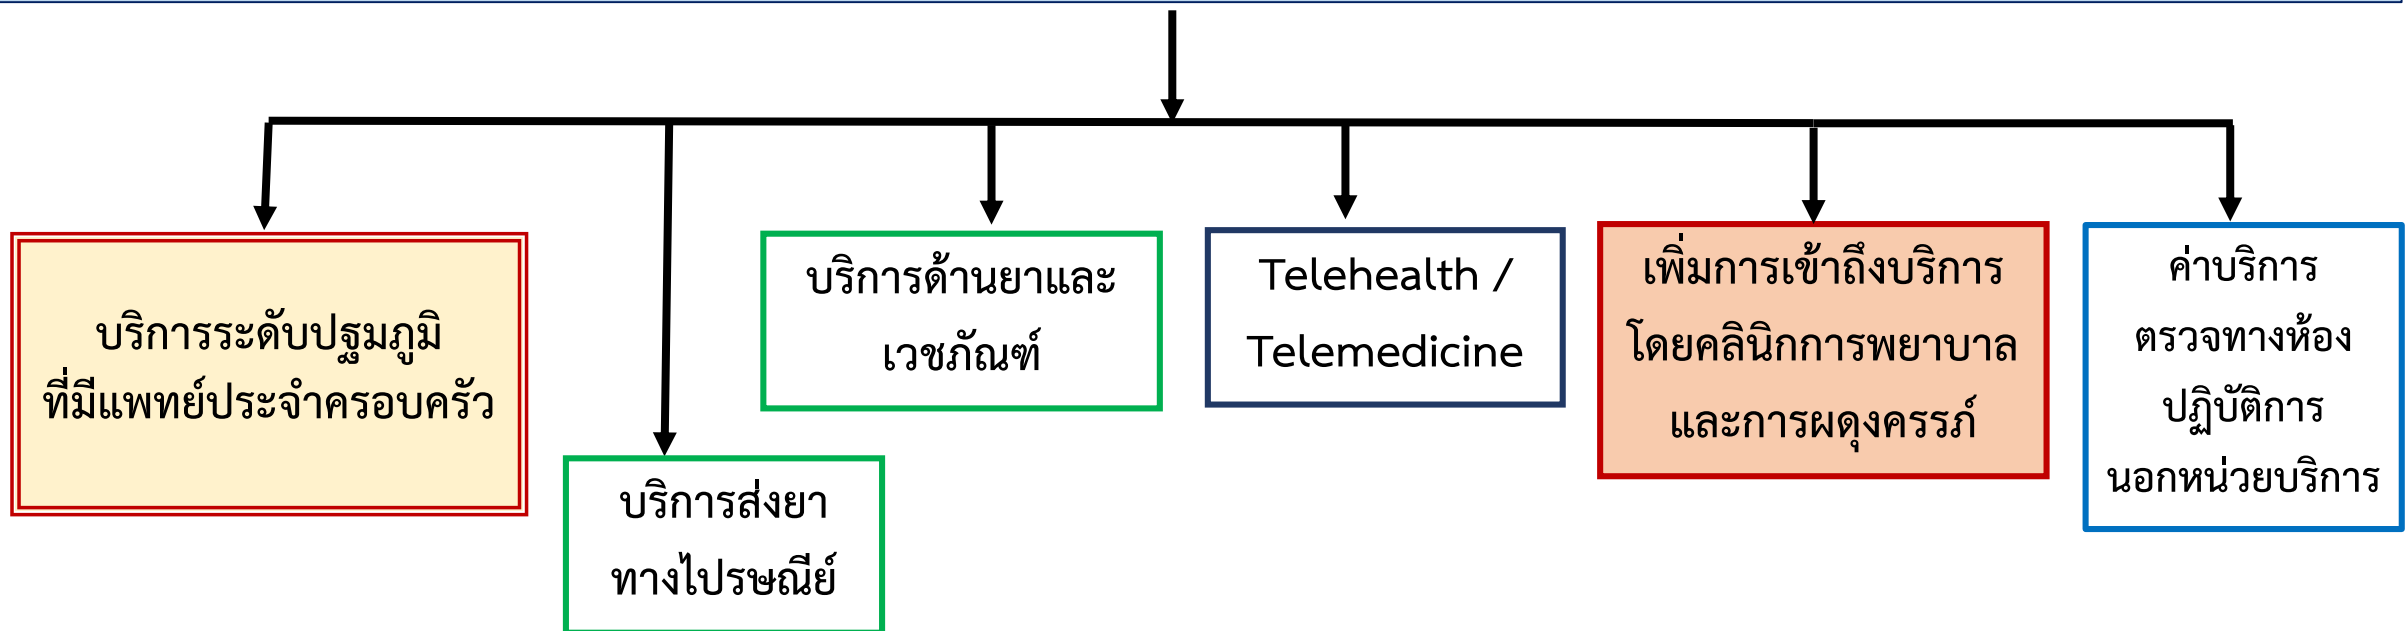 บริการระดับปฐมภูมิ
ที่มีแพทย์ประจำครอบครัว
บริการส่งยา
ทางไปรษณีย์
บริการด้านยาและ
เวชภัณฑ์
Telehealth /
Telemedicine
เพิ่มการเข้าถึงบริการ
โดยคลินิกการพยาบาล
และการผดุงครรภ์
ค่าบริการ
ตรวจทางห้อง
ปฏิบัติการ
นอกหน่วยบริการ